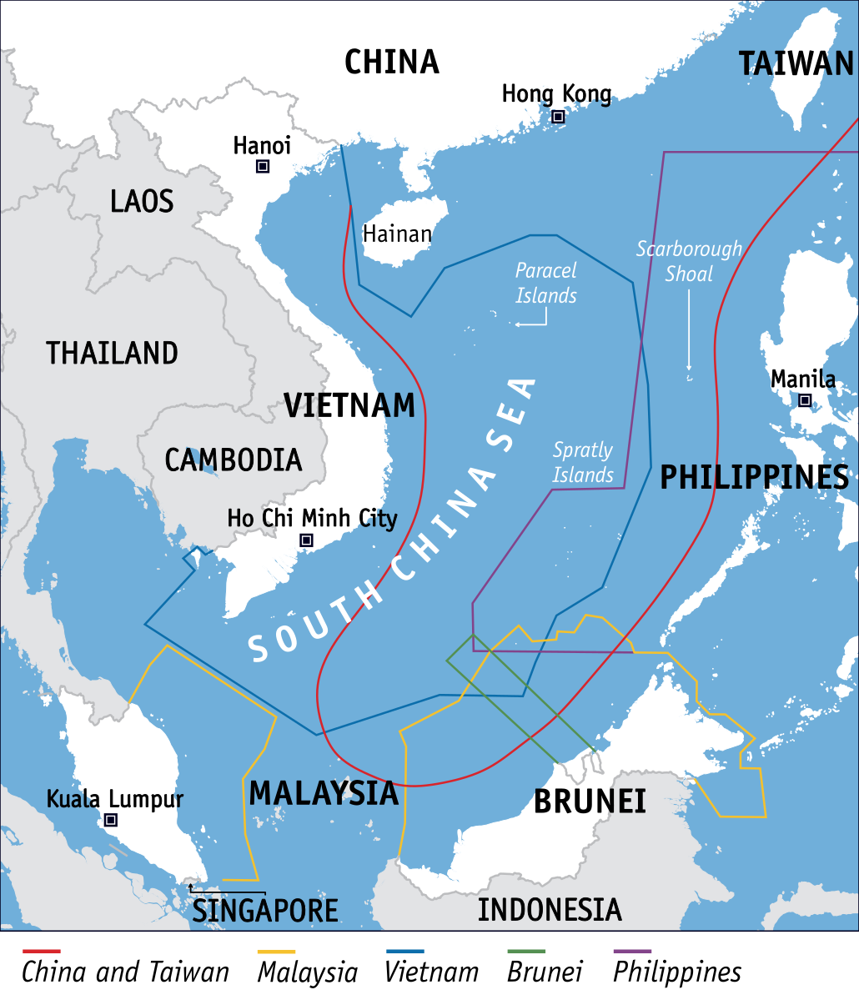 CHINA
TAIWAN
Hong Kong
Hanoi
LAOS
Hainan
Scarborough
Shoal
Paracel
Islands
THAILAND
Manila
VIETNAM
SOUTH CHINA SEA
Spratly
Islands
CAMBODIA
PHILIPPINES
Ho Chi Minh City
MALAYSIA
Kuala Lumpur
BRUNEI
SINGAPORE
INDONESIA
China and Taiwan
Malaysia
Vietnam
Brunei
Philippines